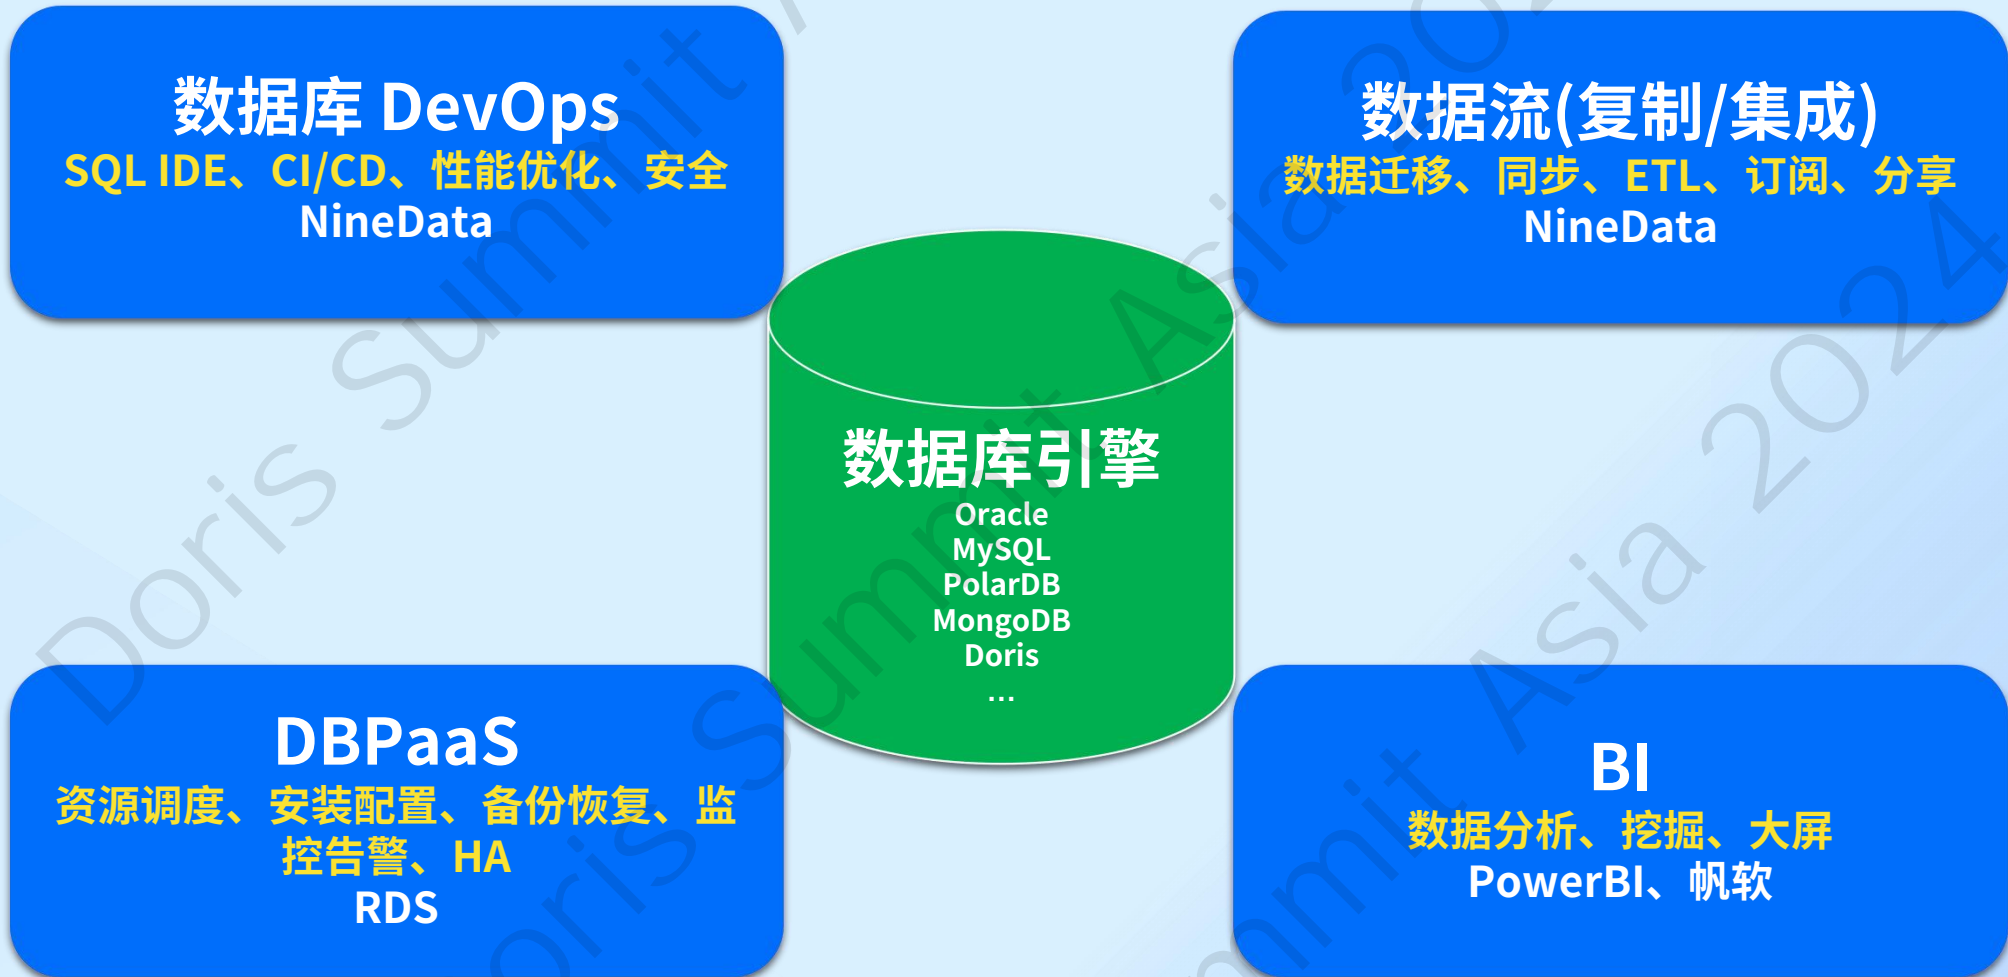 数据库 DevOps
SQL IDE、CI/CD、性能优化、安全
NineData
数据流(复制/集成)
数据迁移、同步、ETL、订阅、分享
NineData
数据库引擎
Oracle
MySQL
PolarDB
MongoDB
Doris
...
DBPaaS
资源调度、安装配置、备份恢复、监
控告警、HA
RDS
BI
数据分析、挖掘、大屏
PowerBI、帆软
Doris Summit Asia 2024
Doris Summit Asia 2024